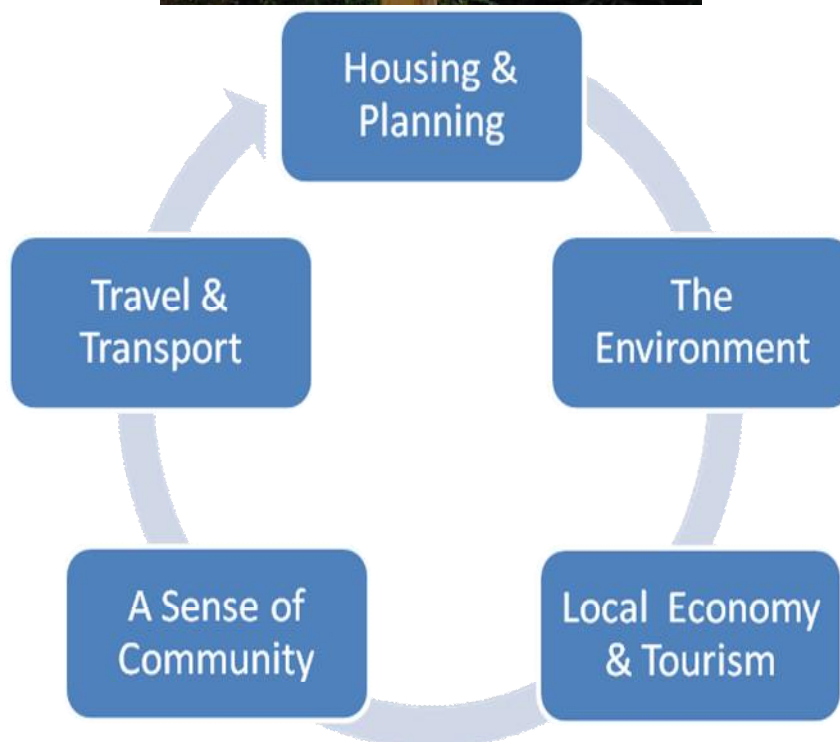 Housing &
Planning
The
Environment
Local Economy
& Tourism
A Sense of
Community
Travel &
Transport